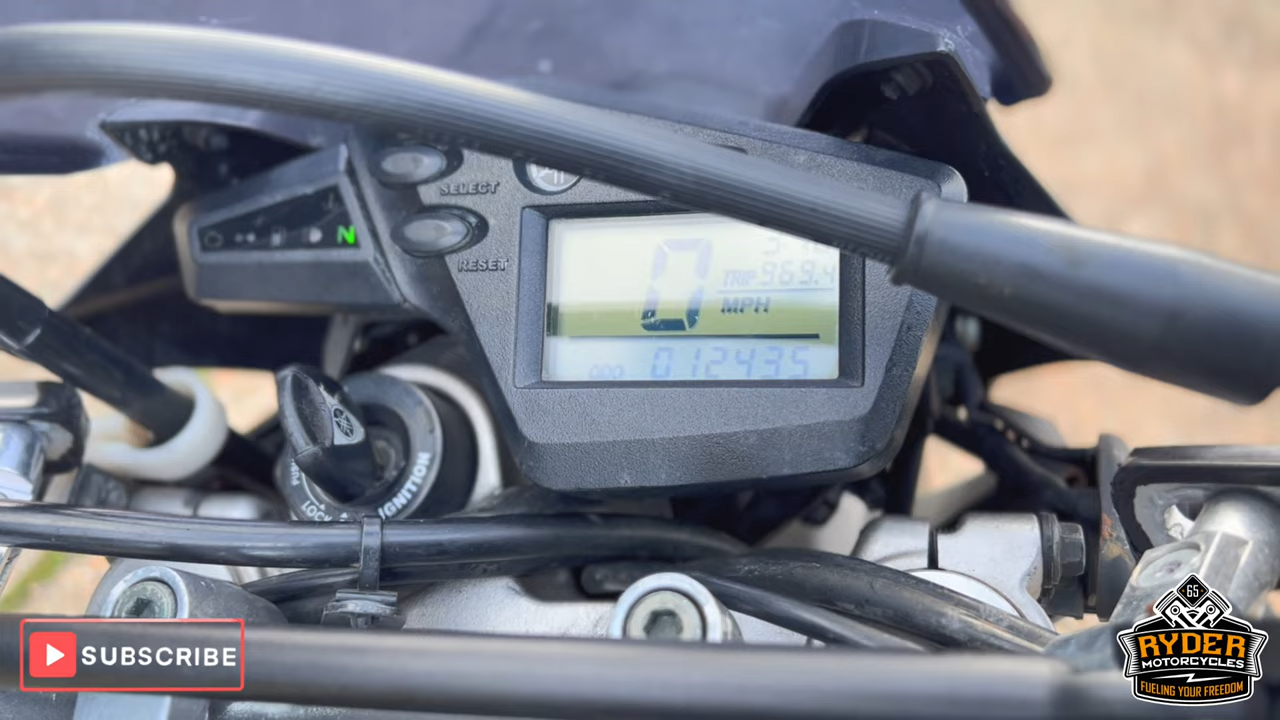 SELECT
N
RESET
0
TRIP 969.4
MPH
ODO 012435
IGNITION
LOCK
SUBSCRIBE
65
RYDER
MOTORCYCLES
FUELING YOUR FREEDOM